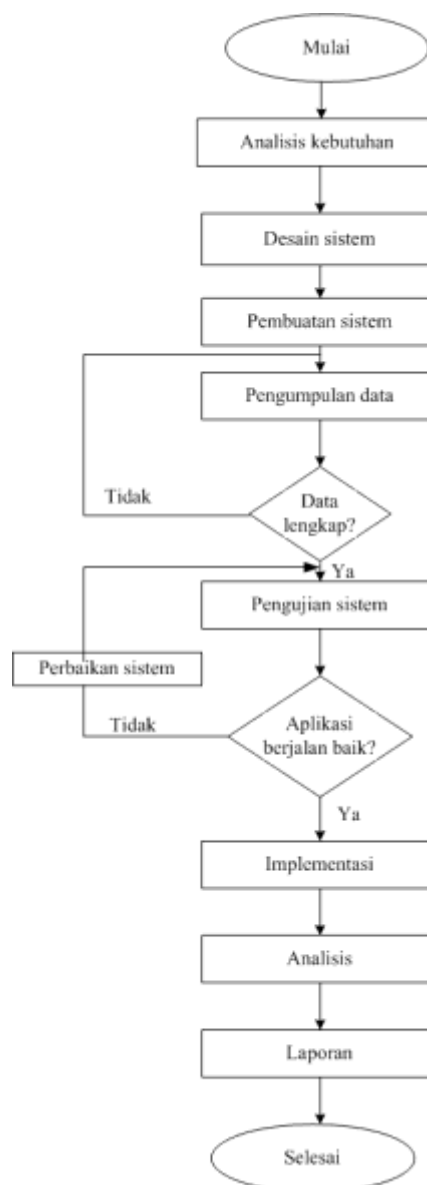 Mulai
Analisis kebutuhan
Desain sistem
Pembuatan sistem
Pengumpulan data
Tidak
Data
lengkap?
Ya
Pengujian sistem
Perbaikan sistem
Tidak
Aplikasi
berjalan baik?
Ya
Implementasi
Analisis
Laporan
Selesai